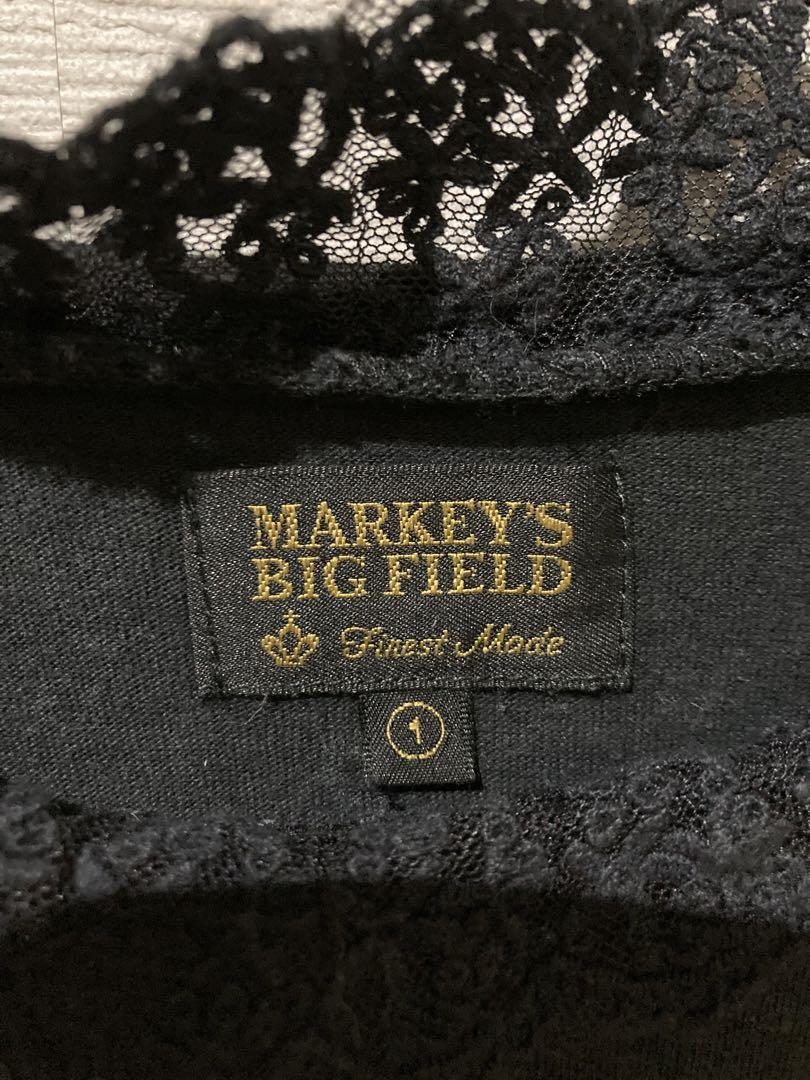 MARKEY'S
BIG FIELD
Finest Mode
1